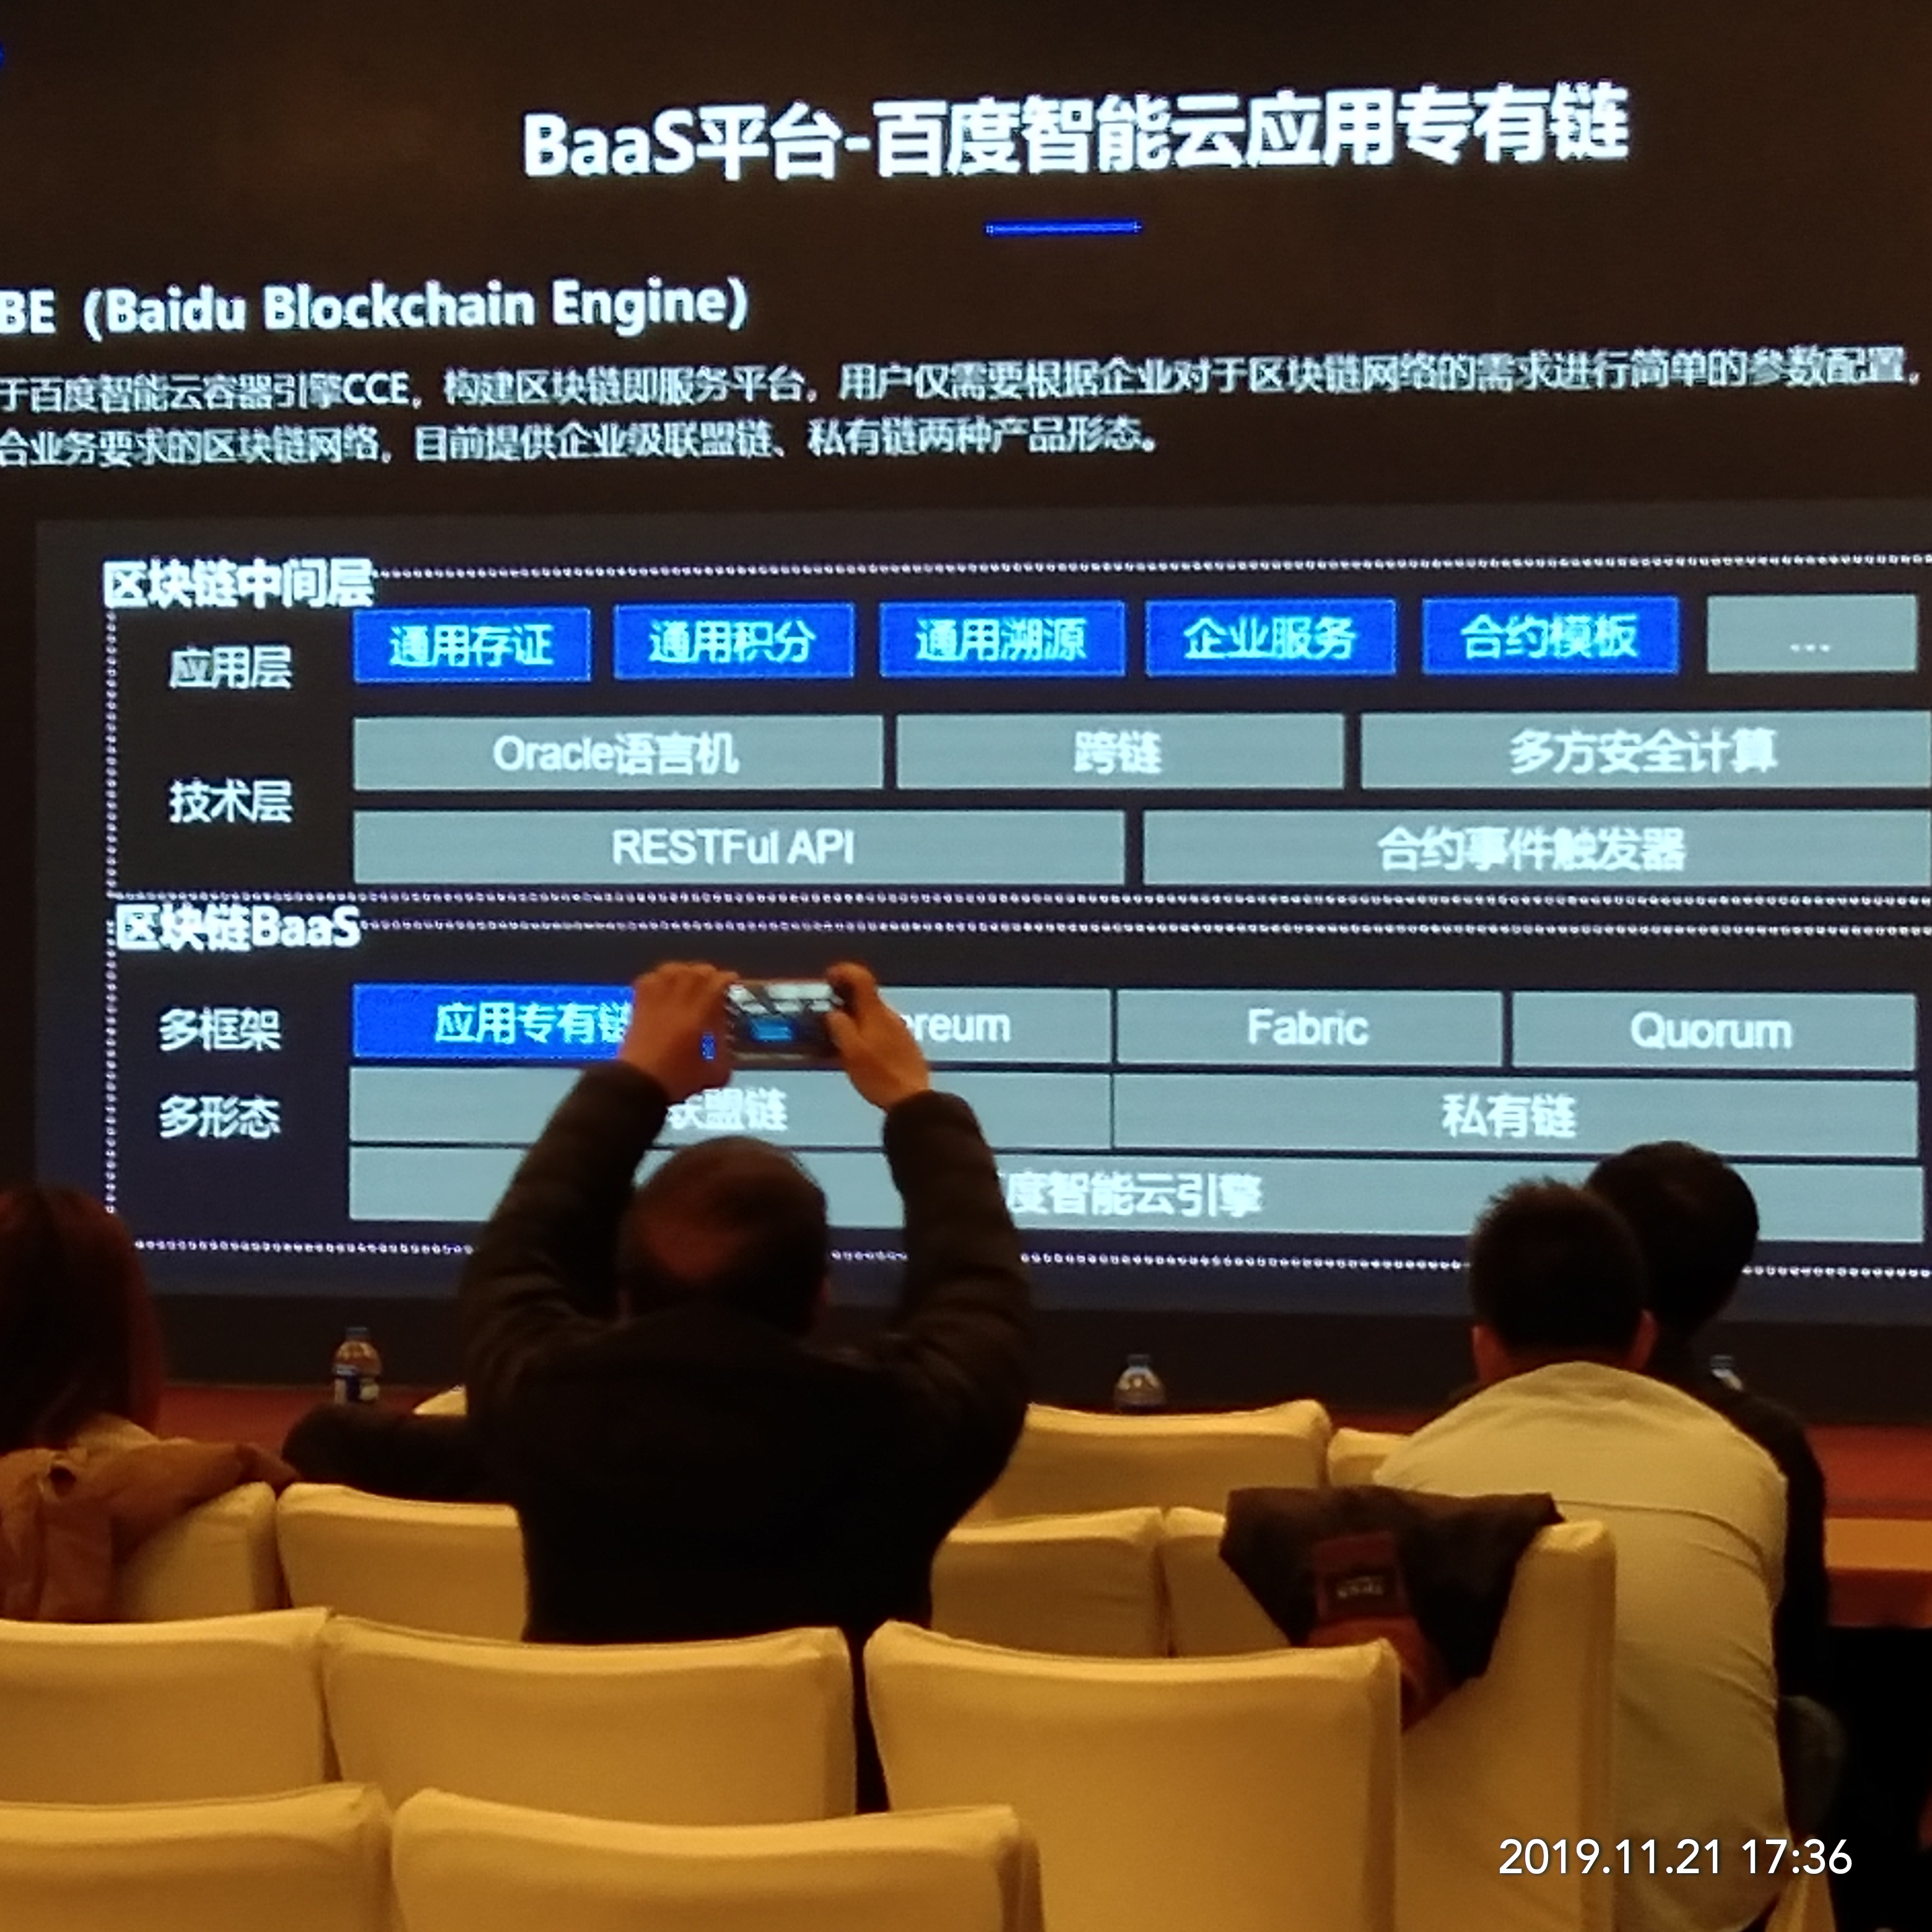 BaaS平台-百度智能云应用专有链
BE（Baidu Blockchain Engine）
于百度智能云容器引擎CCE，构建区块链即服务平台，用户仅需要根据企业对于区块链网络的需求进行简单的参数配置，
合业务要求的区块链网络，目前提供企业级联盟链、私有链两种产品形态。
区块链中间层
应用层 通用存证 通用积分 通用溯源 企业服务 合约模板 ...
Oracle语言机 跨链 多方安全计算
技术层
RESTFul API 合约事件触发器
区块链BaaS
多框架 应用专有链 reum Fabric Quorum
多形态 联盟链 私有链
度智能云引擎
2019.11.21 17:36